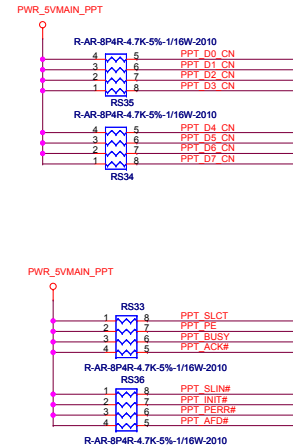 PWR_5VMAIN_PPT
R-AR-8P4R-4.7K-5%-1/16W-2010
4 5 PPT_D0_CN
3 6 PPT_D1_CN
2 7 PPT_D2_CN
1 8 PPT_D3_CN
RS35
R-AR-8P4R-4.7K-5%-1/16W-2010
4 5 PPT_D4_CN
3 6 PPT_D5_CN
2 7 PPT_D6_CN
1 8 PPT_D7_CN
RS34
PWR_5VMAIN_PPT
RS33
1 8 PPT_SLCT
2 7 PPT_PE
3 6 PPT_BUSY
4 5 PPT_ACK#
R-AR-8P4R-4.7K-5%-1/16W-2010
RS36
1 8 PPT_SLIN#
2 7 PPT_INIT#
3 6 PPT_PERR#
4 5 PPT_AFD#
R-AR-8P4R-4.7K-5%-1/16W-2010